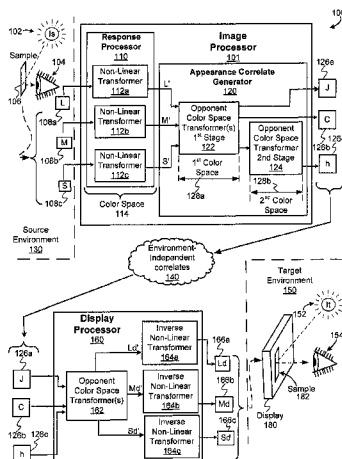 100
102
Is
Sample
104
106
L
108a
M
108b
S
108c
Source
Environment
130
Image
Processor
101
Response
Processor
110
Non-Linear
Transformer
112a
Non-Linear
Transformer
112b
Non-Linear
Transformer
112c
Color Space
114
L'
M'
S'
Appearance Correlate
Generator
120
Opponent
Color Space
Transformer(s)
1st Stage
122
Opponent
Color Space
Transformer
2nd Stage
124
1st Color
Space
128a
128b
2nd Color
Space
126a
J
C
126b
h
Environment-
Independent
correlates
140
Target
Environment
150
152
It
154
Sample
182
Display
180
Display
Processor
160
126a
J
C
126b
h
Opponent
Color Space
Transformer(s)
162
Ld'
Md'
Sd'
Inverse
Non-Linear
Transformer
164a
Inverse
Non-Linear
Transformer
164b
Inverse
Non-Linear
Transformer
164c
166a
Ld
166b
Md
166c
Sd